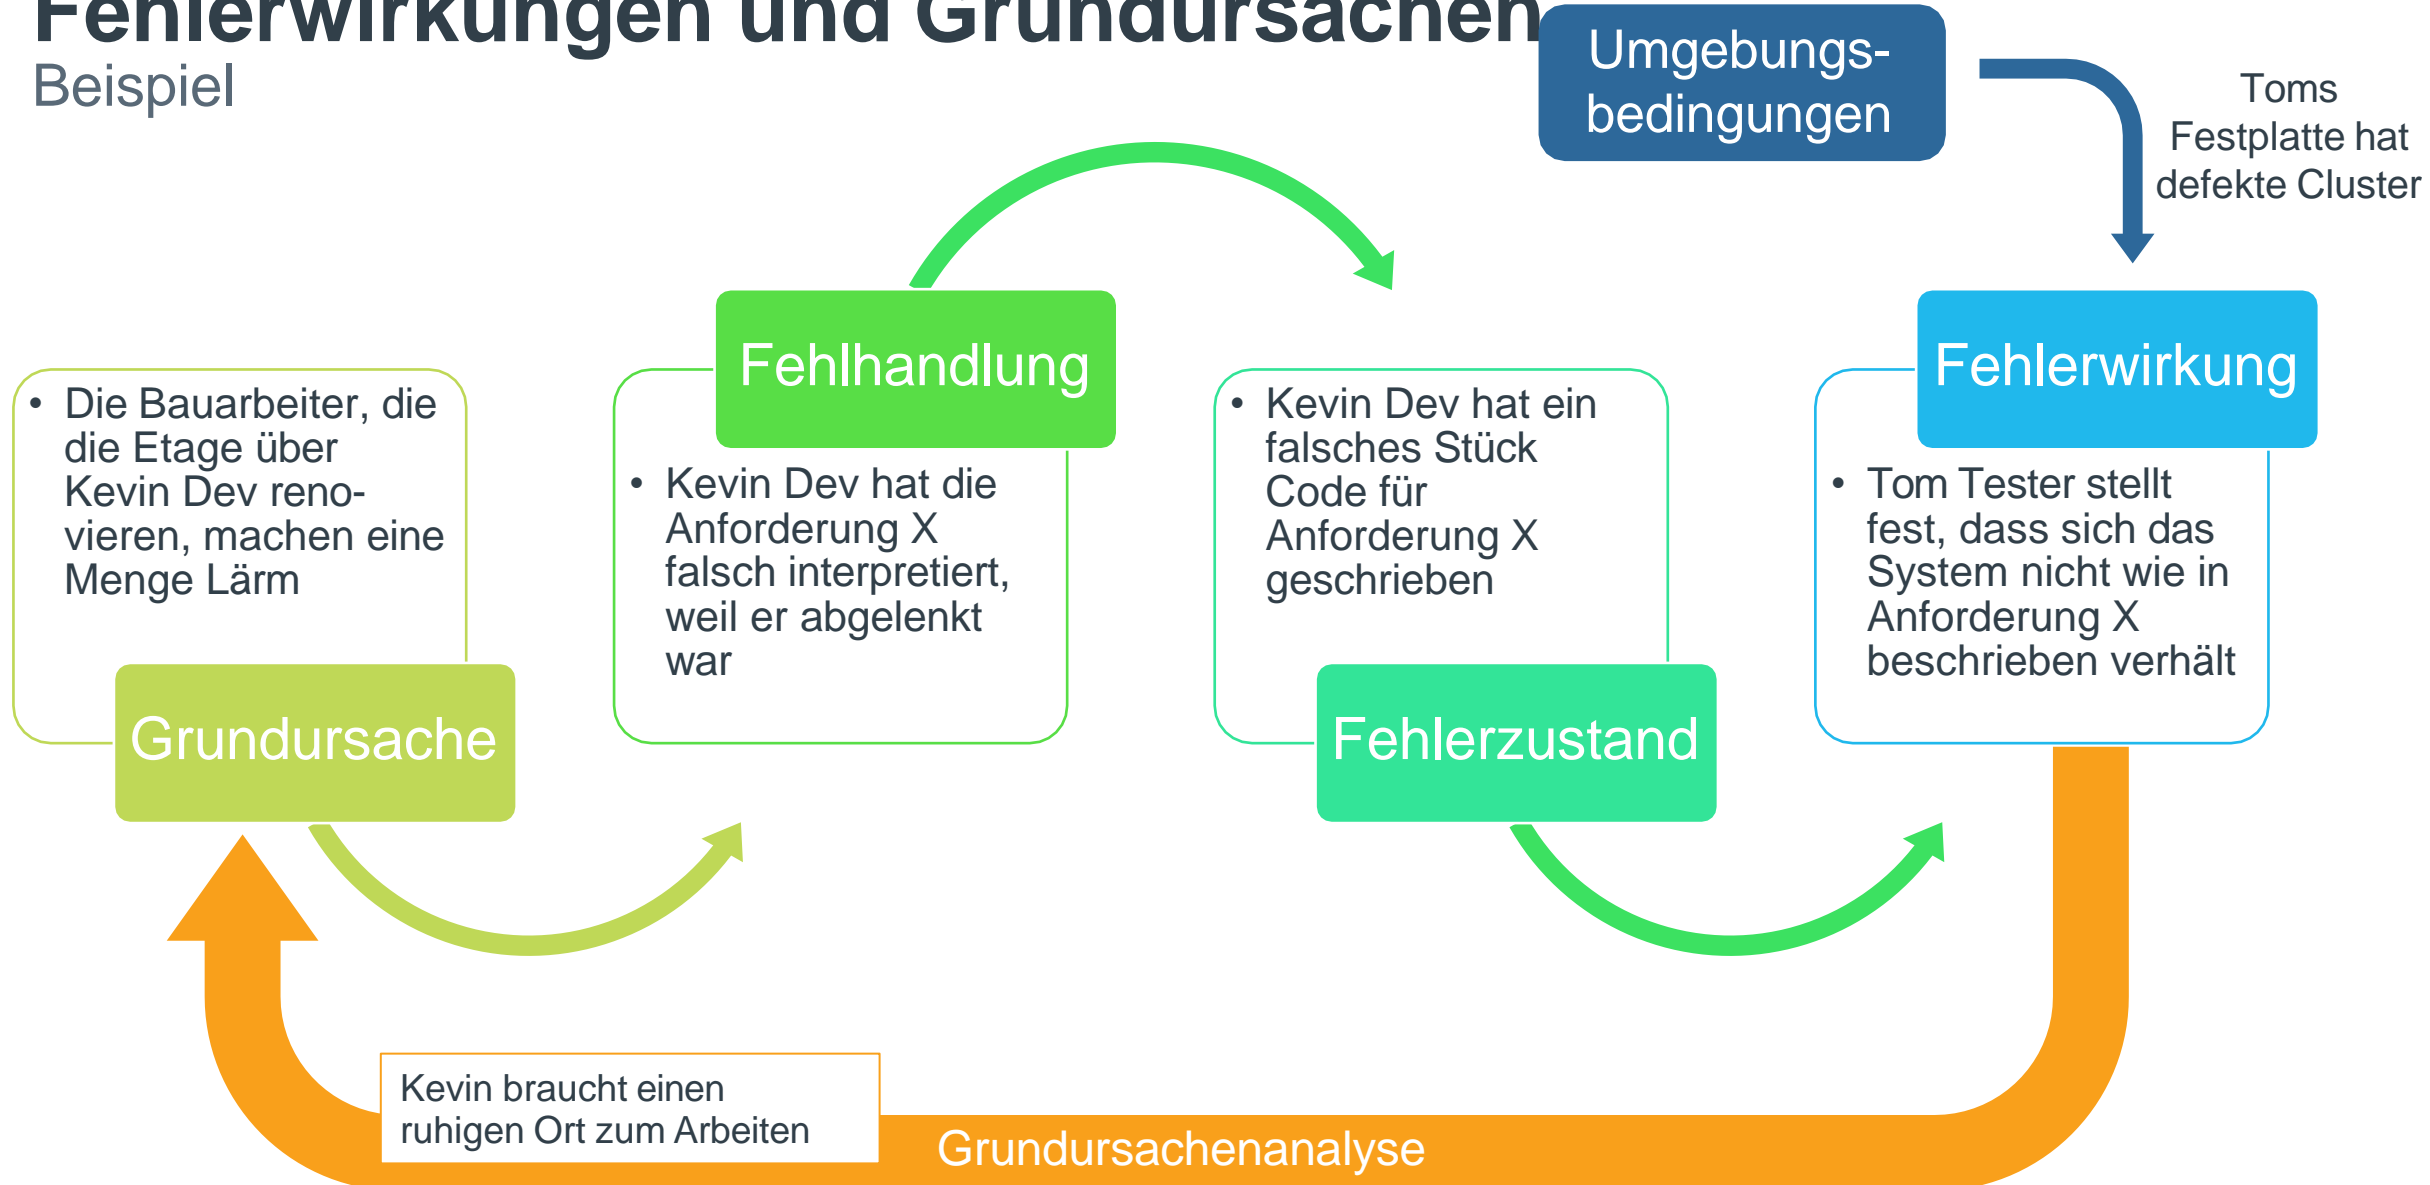 Fehlerwirkungen und Grundursachen
Beispiel
Umgebungs-
bedingungen
Toms
Festplatte hat
defekte Cluster
• Die Bauarbeiter, die
die Etage über
Kevin Dev reno-
vieren, machen eine
Menge Lärm
Grundursache
Fehlhandlung
• Kevin Dev hat die
Anforderung X
falsch interpretiert,
weil er abgelenkt
war
• Kevin Dev hat ein
falsches Stück
Code für
Anforderung X
geschrieben
Fehlerzustand
Fehlerwirkung
• Tom Tester stellt
fest, dass sich das
System nicht wie in
Anforderung X
beschrieben verhält
Kevin braucht einen
ruhigen Ort zum Arbeiten
Grundursachenanalyse